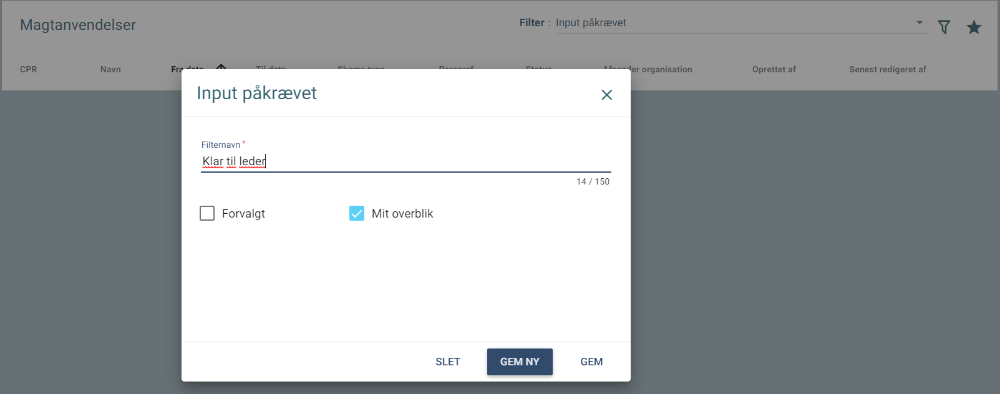 Magtanvendelser
Filter : Input påkrævet
CPR Navn Fra dato Til dato Skema type Paragraf Status Afsender organisation Oprettet af Senest redigeret af
Input påkrævet
Filternavn *
Klar til leder
14 / 150
Forvalgt Mit overblik
SLET GEM NY GEM